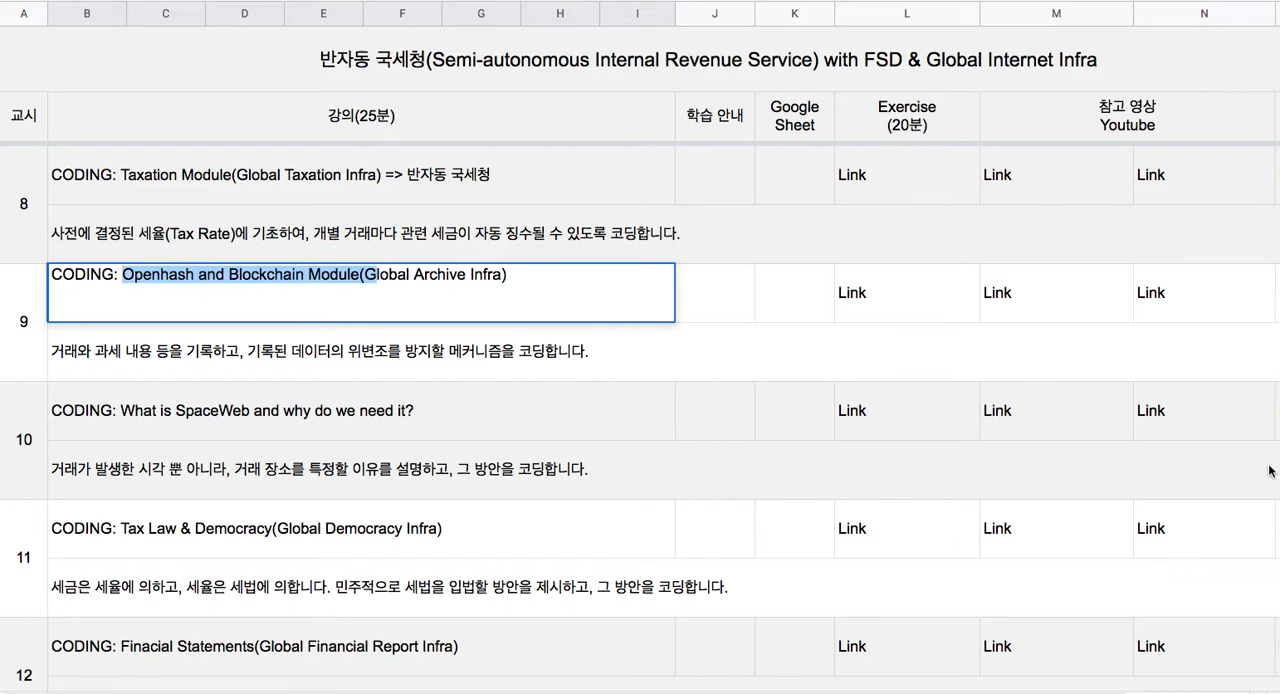 A B C D E F G H I J K L M N
반자동 국세청(Semi-autonomous Internal Revenue Service) with FSD & Global Internet Infra
교시 강의(25분) 학습 안내 Google Sheet Exercise (20분) 참고 영상 Youtube
8
CODING: Taxation Module(Global Taxation Infra) => 반자동 국세청 Link Link Link
사전에 결정된 세율(Tax Rate)에 기초하여, 개별 거래마다 관련 세금이 자동 징수될 수 있도록 코딩합니다.
9
CODING: Openhash and Blockchain Module(Global Archive Infra) Link Link Link
거래와 과세 내용 등을 기록하고, 기록된 데이터의 위변조를 방지할 메커니즘을 코딩합니다.
10
CODING: What is SpaceWeb and why do we need it? Link Link Link
거래가 발생한 시각 뿐 아니라, 거래 장소를 특정할 이유를 설명하고, 그 방안을 코딩합니다.
11
CODING: Tax Law & Democracy(Global Democracy Infra) Link Link Link
세금은 세율에 의하고, 세율은 세법에 의합니다. 민주적으로 세법을 입법할 방안을 제시하고, 그 방안을 코딩합니다.
12
CODING: Finacial Statements(Global Financial Report Infra) Link Link Link